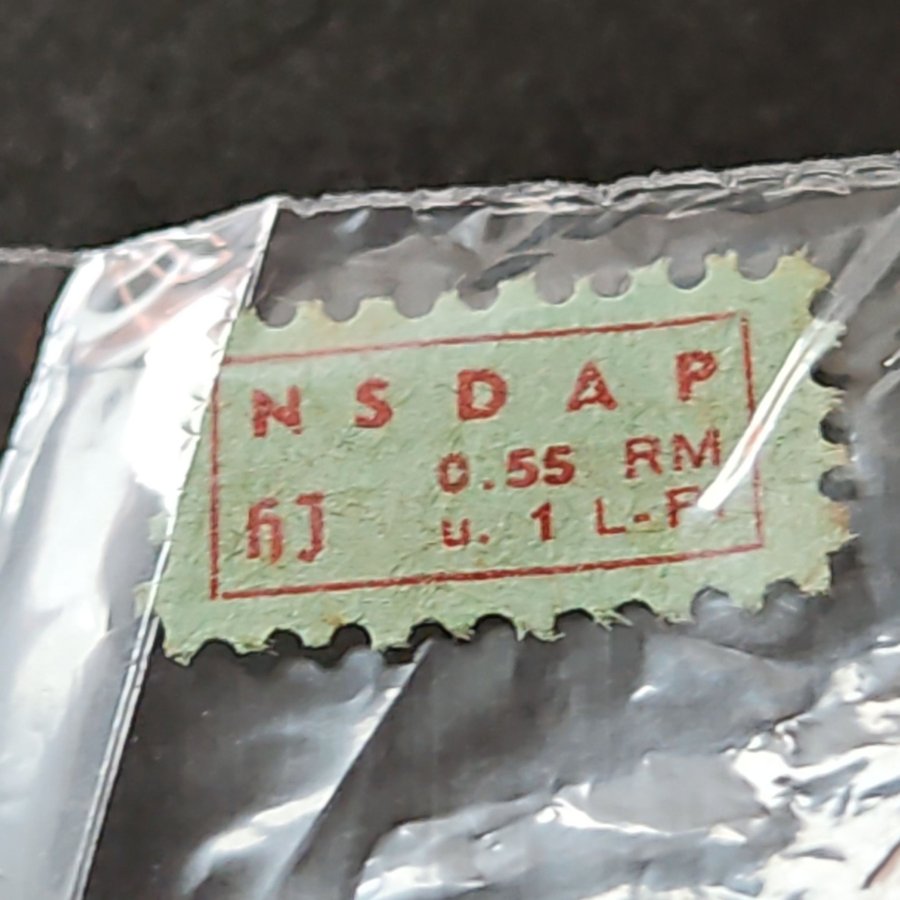 N S D A P
0.55 RM
HJ u. 1 L-P.